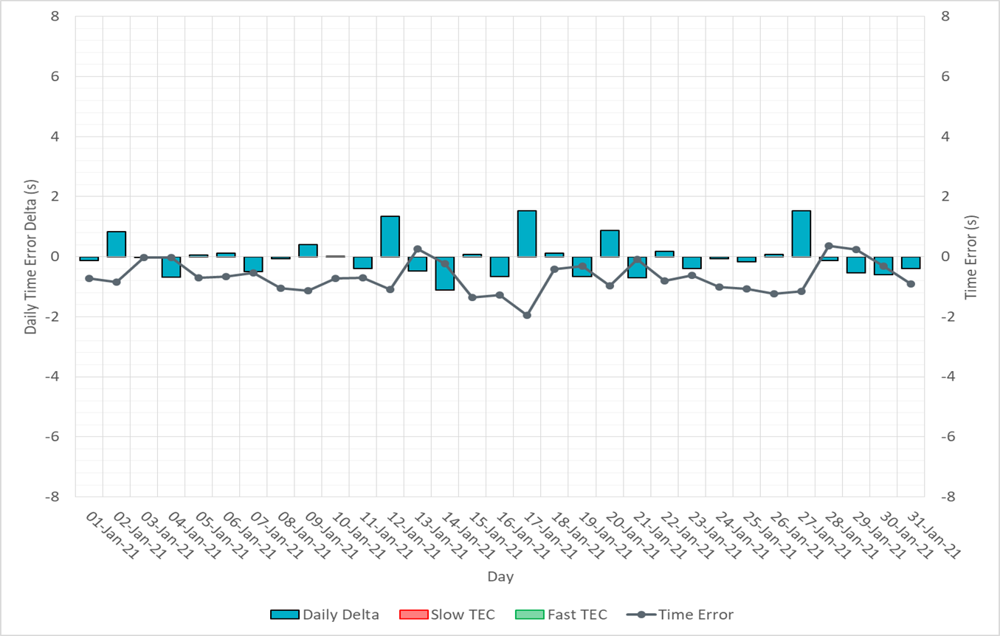 8
6
4
2
0
-2
-4
-6
-8
Daily Time Error Delta (s)
8
6
4
2
0
-2
-4
-6
-8
Time Error (s)
01-Jan-21
02-Jan-21
03-Jan-21
04-Jan-21
05-Jan-21
06-Jan-21
07-Jan-21
08-Jan-21
09-Jan-21
10-Jan-21
11-Jan-21
12-Jan-21
13-Jan-21
14-Jan-21
15-Jan-21
16-Jan-21
17-Jan-21
18-Jan-21
19-Jan-21
20-Jan-21
21-Jan-21
22-Jan-21
23-Jan-21
24-Jan-21
25-Jan-21
26-Jan-21
27-Jan-21
28-Jan-21
29-Jan-21
30-Jan-21
31-Jan-21
Day
Daily Delta Slow TEC Fast TEC Time Error